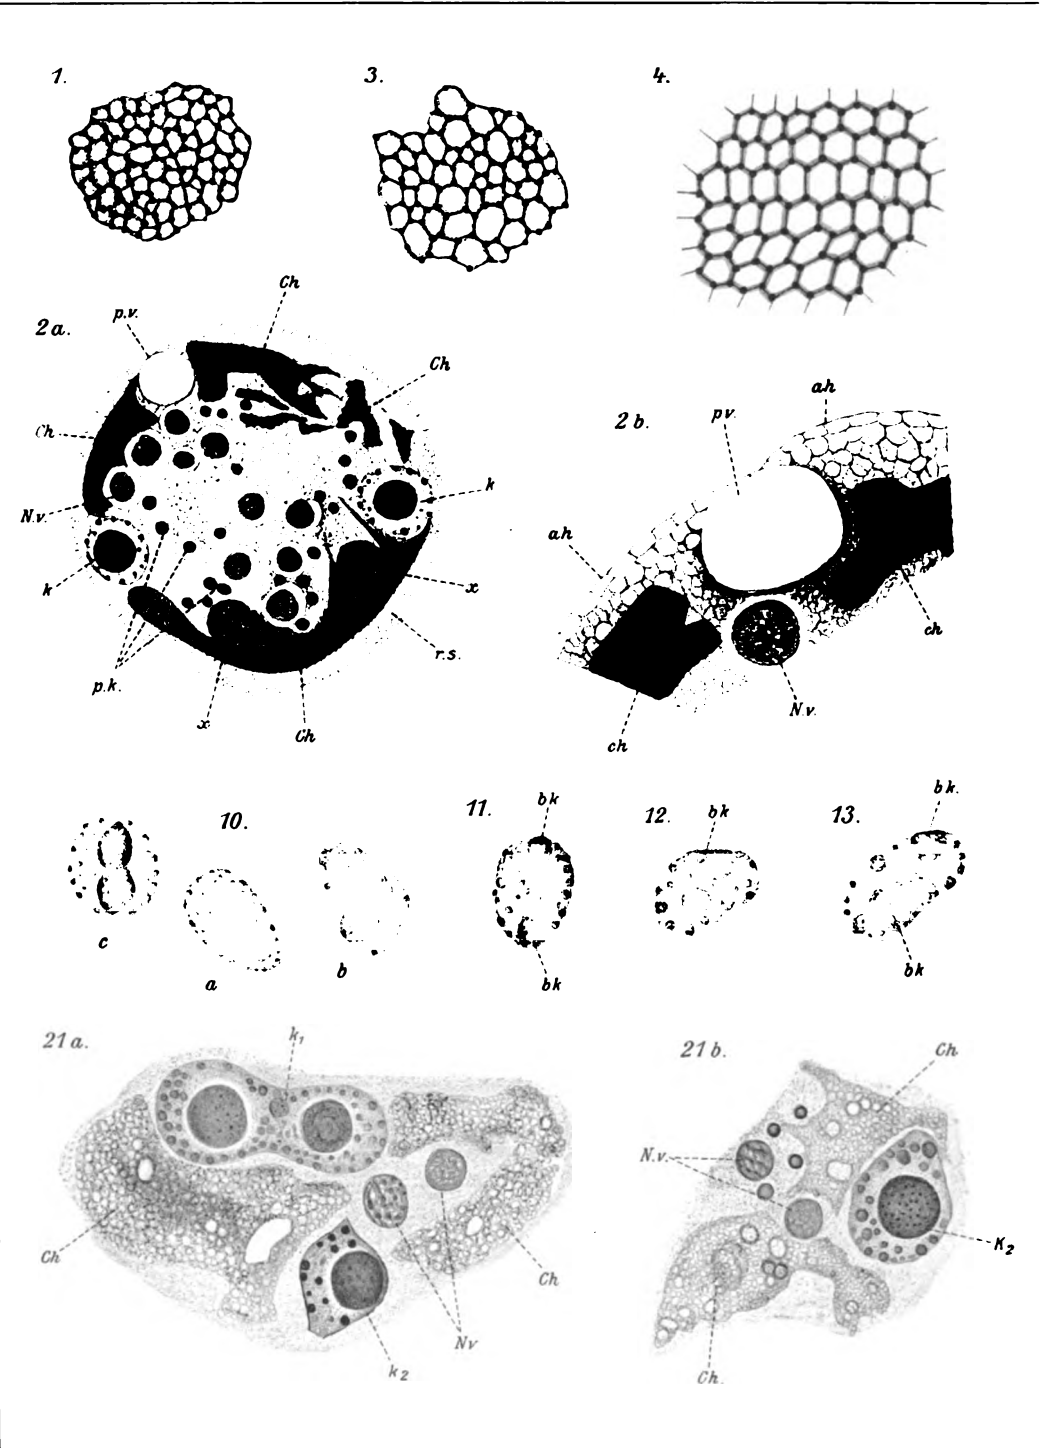 1.
3.
4.
Ch
p.v.
2a.
Ch
Ch
k
N.v.
k
x
r.s.
p.k.
x
Ch
ah
pv.
2b.
ah
ch
N.v.
ch
bk.
bk
11.
bk
12.
13.
10.
c
b
a
bk
bk
21a.
k₁
Ch
Ch
Nv
k₂
21b.
Ch
N.v.
K₂
Ch.